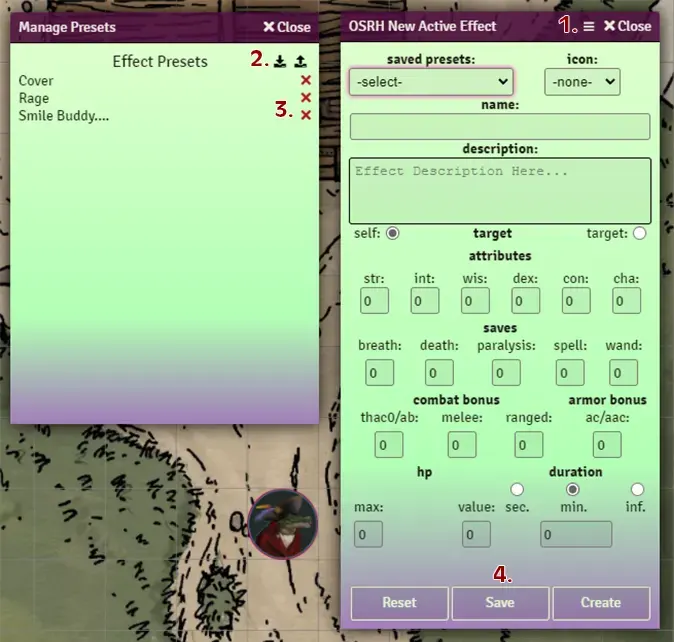 Manage Presets
Close
Effect Presets
2.
Cover
Rage
3.
Smile Buddy....
OSRH New Active Effect
1.
Close
saved presets:
icon:
-select-
-none-
name:
description:
Effect Description Here...
self:
target
target:
attributes
str: int: wis: dex: con: cha:
0 0 0 0 0 0
saves
breath: death: paralysis: spell: wand:
0 0 0 0 0
combat bonus armor bonus
thac0/ab: melee: ranged: ac/aac:
0 0 0 0
hp duration
max: value: sec. min. inf.
0 0 0
4.
Reset Save Create